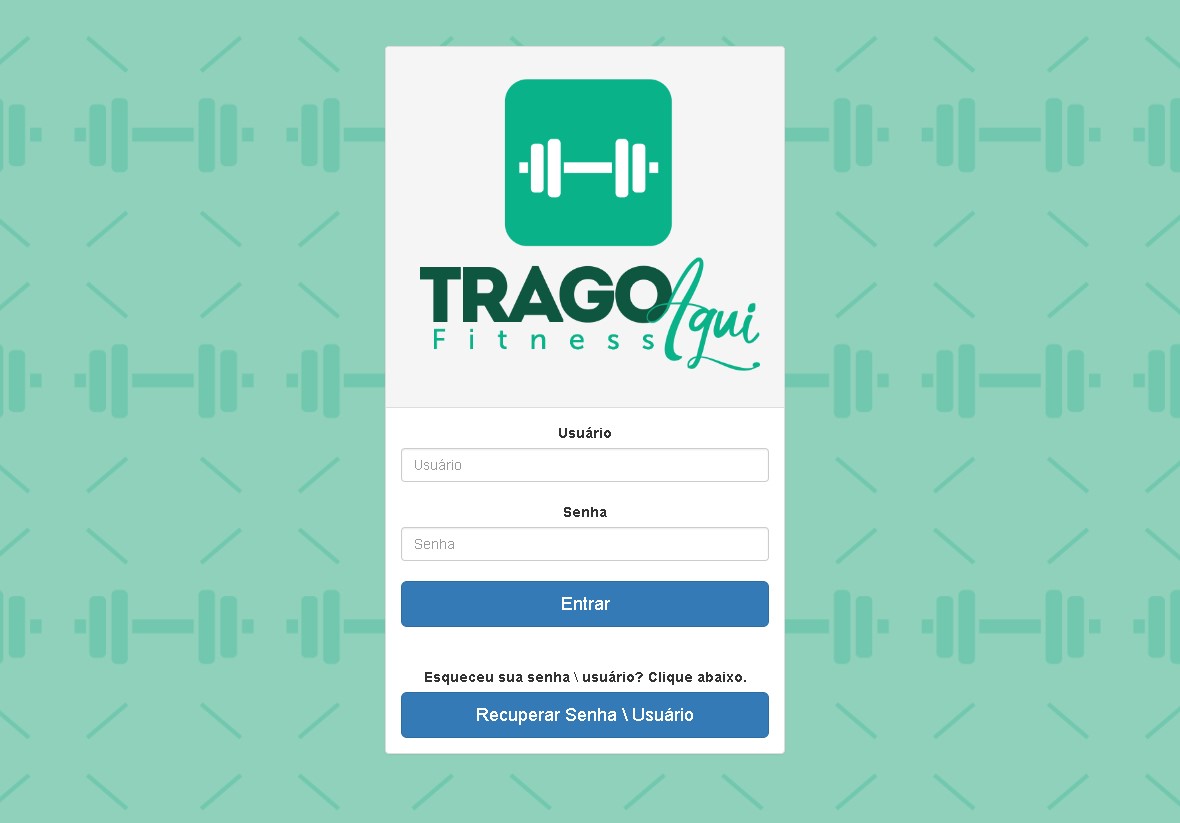 TRAGO Aqui
Fitness
Usuário
Usuário
Senha
Senha
Entrar
Esqueceu sua senha \ usuário? Clique abaixo.
Recuperar Senha \ Usuário